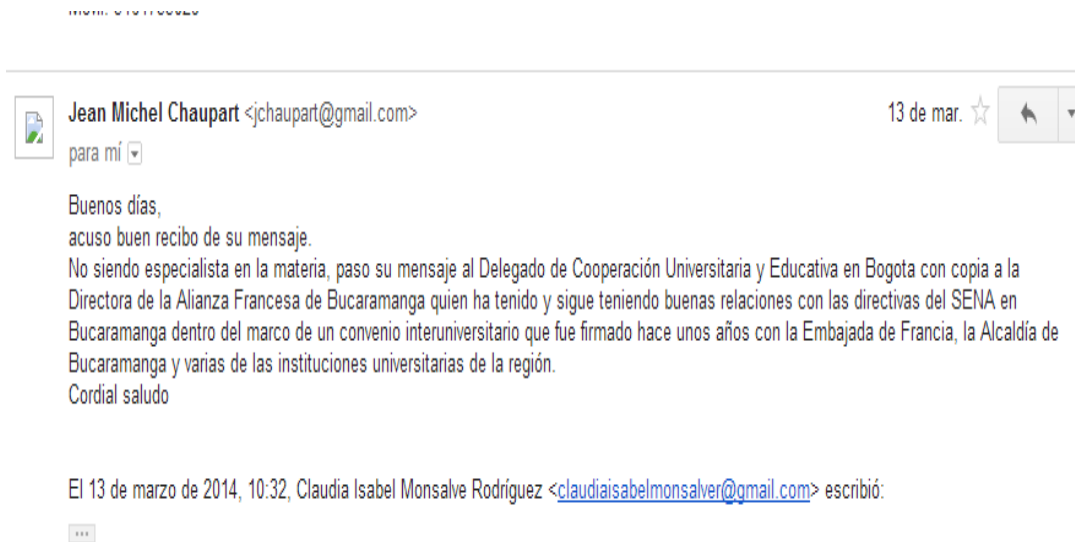 Jean Michel Chaupart <jchaupart@gmail.com> 13 de mar.
para mí
Buenos días,
acuso buen recibo de su mensaje.
No siendo especialista en la materia, paso su mensaje al Delegado de Cooperación Universitaria y Educativa en Bogota con copia a la
Directora de la Alianza Francesa de Bucaramanga quien ha tenido y sigue teniendo buenas relaciones con las directivas del SENA en
Bucaramanga dentro del marco de un convenio interuniversitario que fue firmado hace unos años con la Embajada de Francia, la Alcaldía de
Bucaramanga y varias de las instituciones universitarias de la región.
Cordial saludo
El 13 de marzo de 2014, 10:32, Claudia Isabel Monsalve Rodríguez <claudiaisabelmonsalver@gmail.com> escribió: